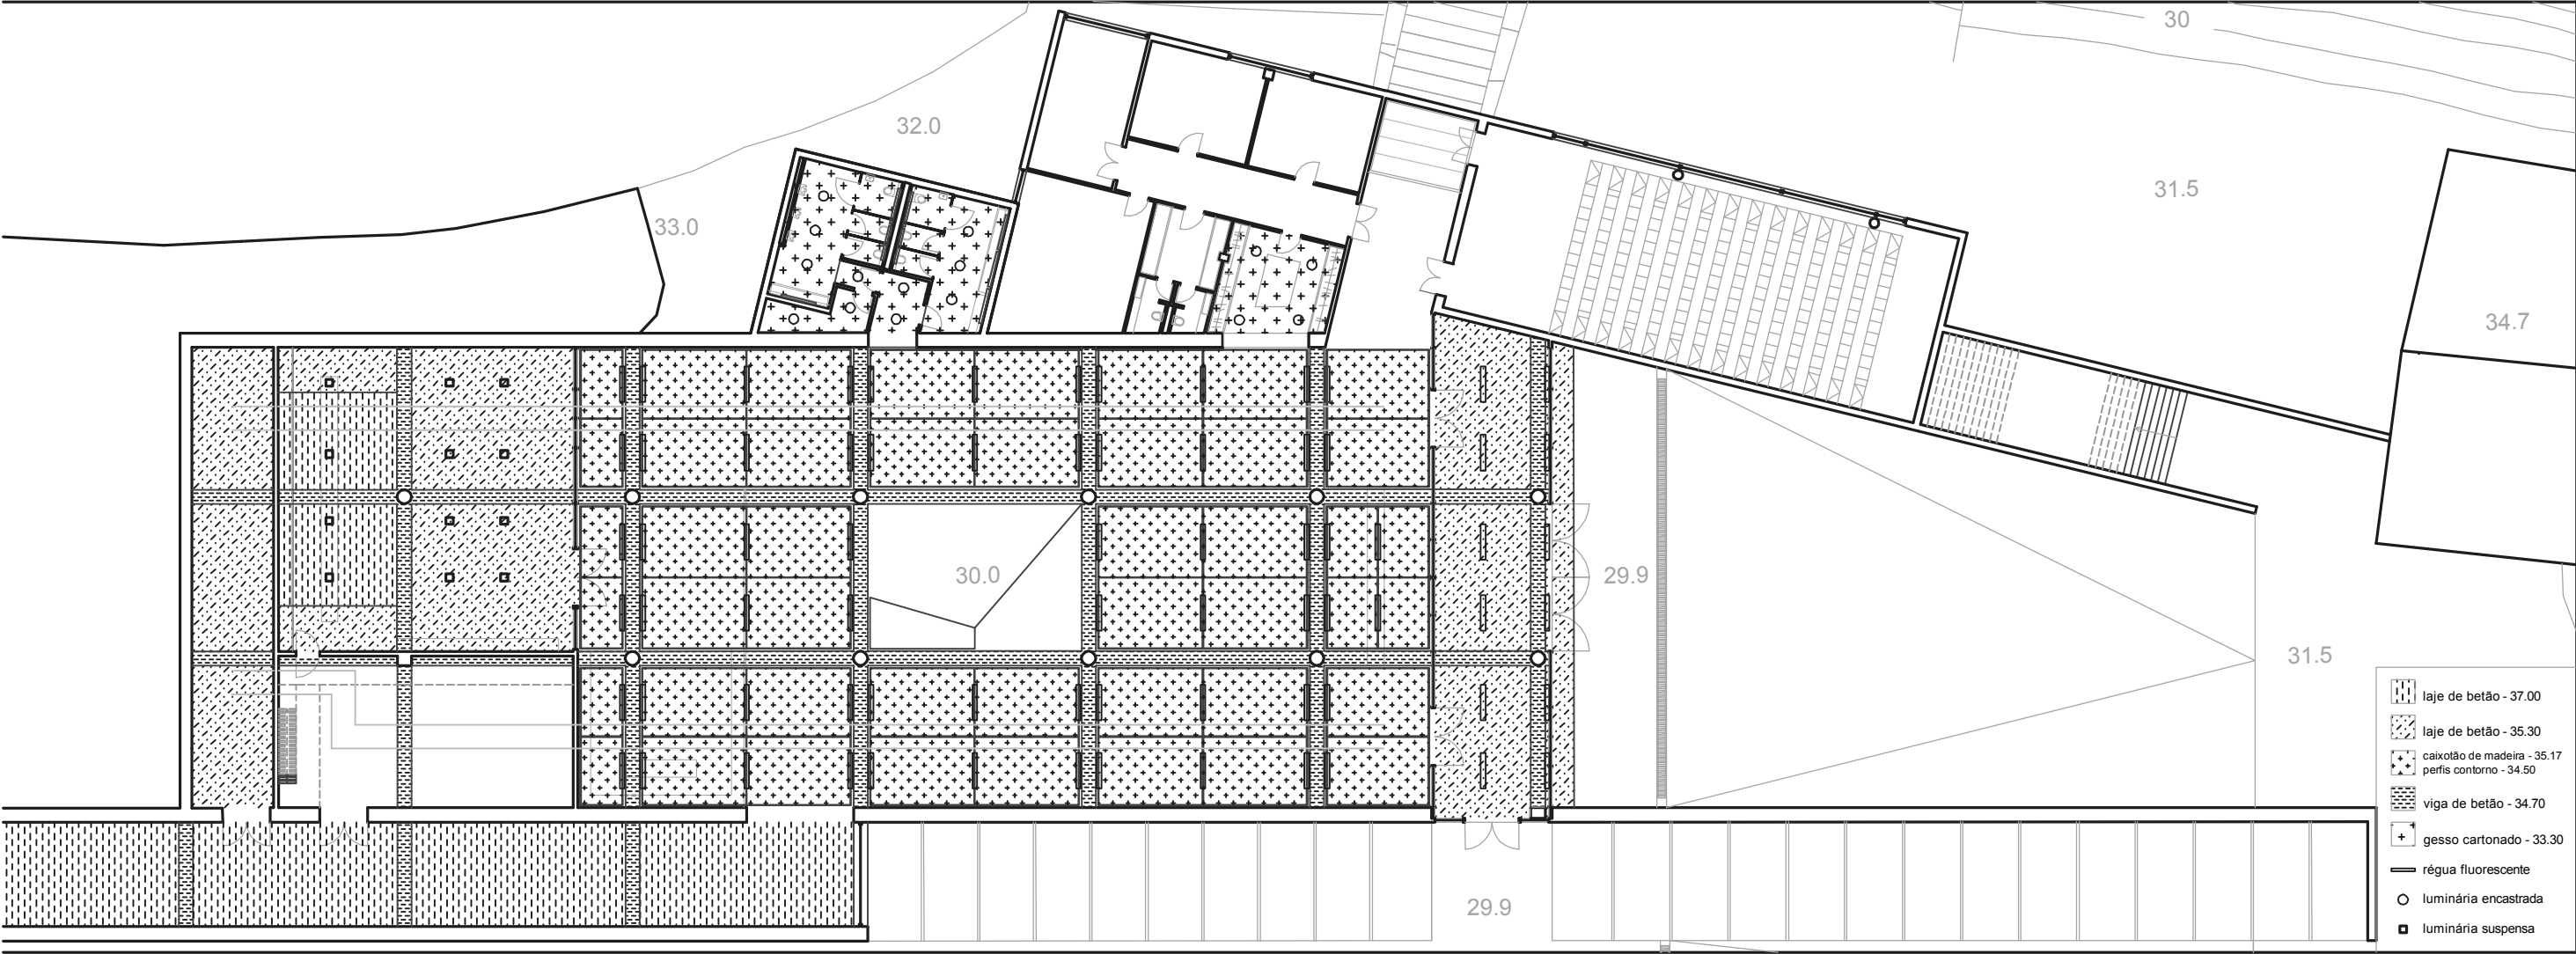 30
32.0
31.5
33.0
34.7
30.0
29.9
31.5
29.9
laje de betão - 37.00
laje de betão - 35.30
caixotão de madeira - 35.17
perfis contorno - 34.50
viga de betão - 34.70
gesso cartonado - 33.30
régua fluorescente
luminária encastrada
luminária suspensa